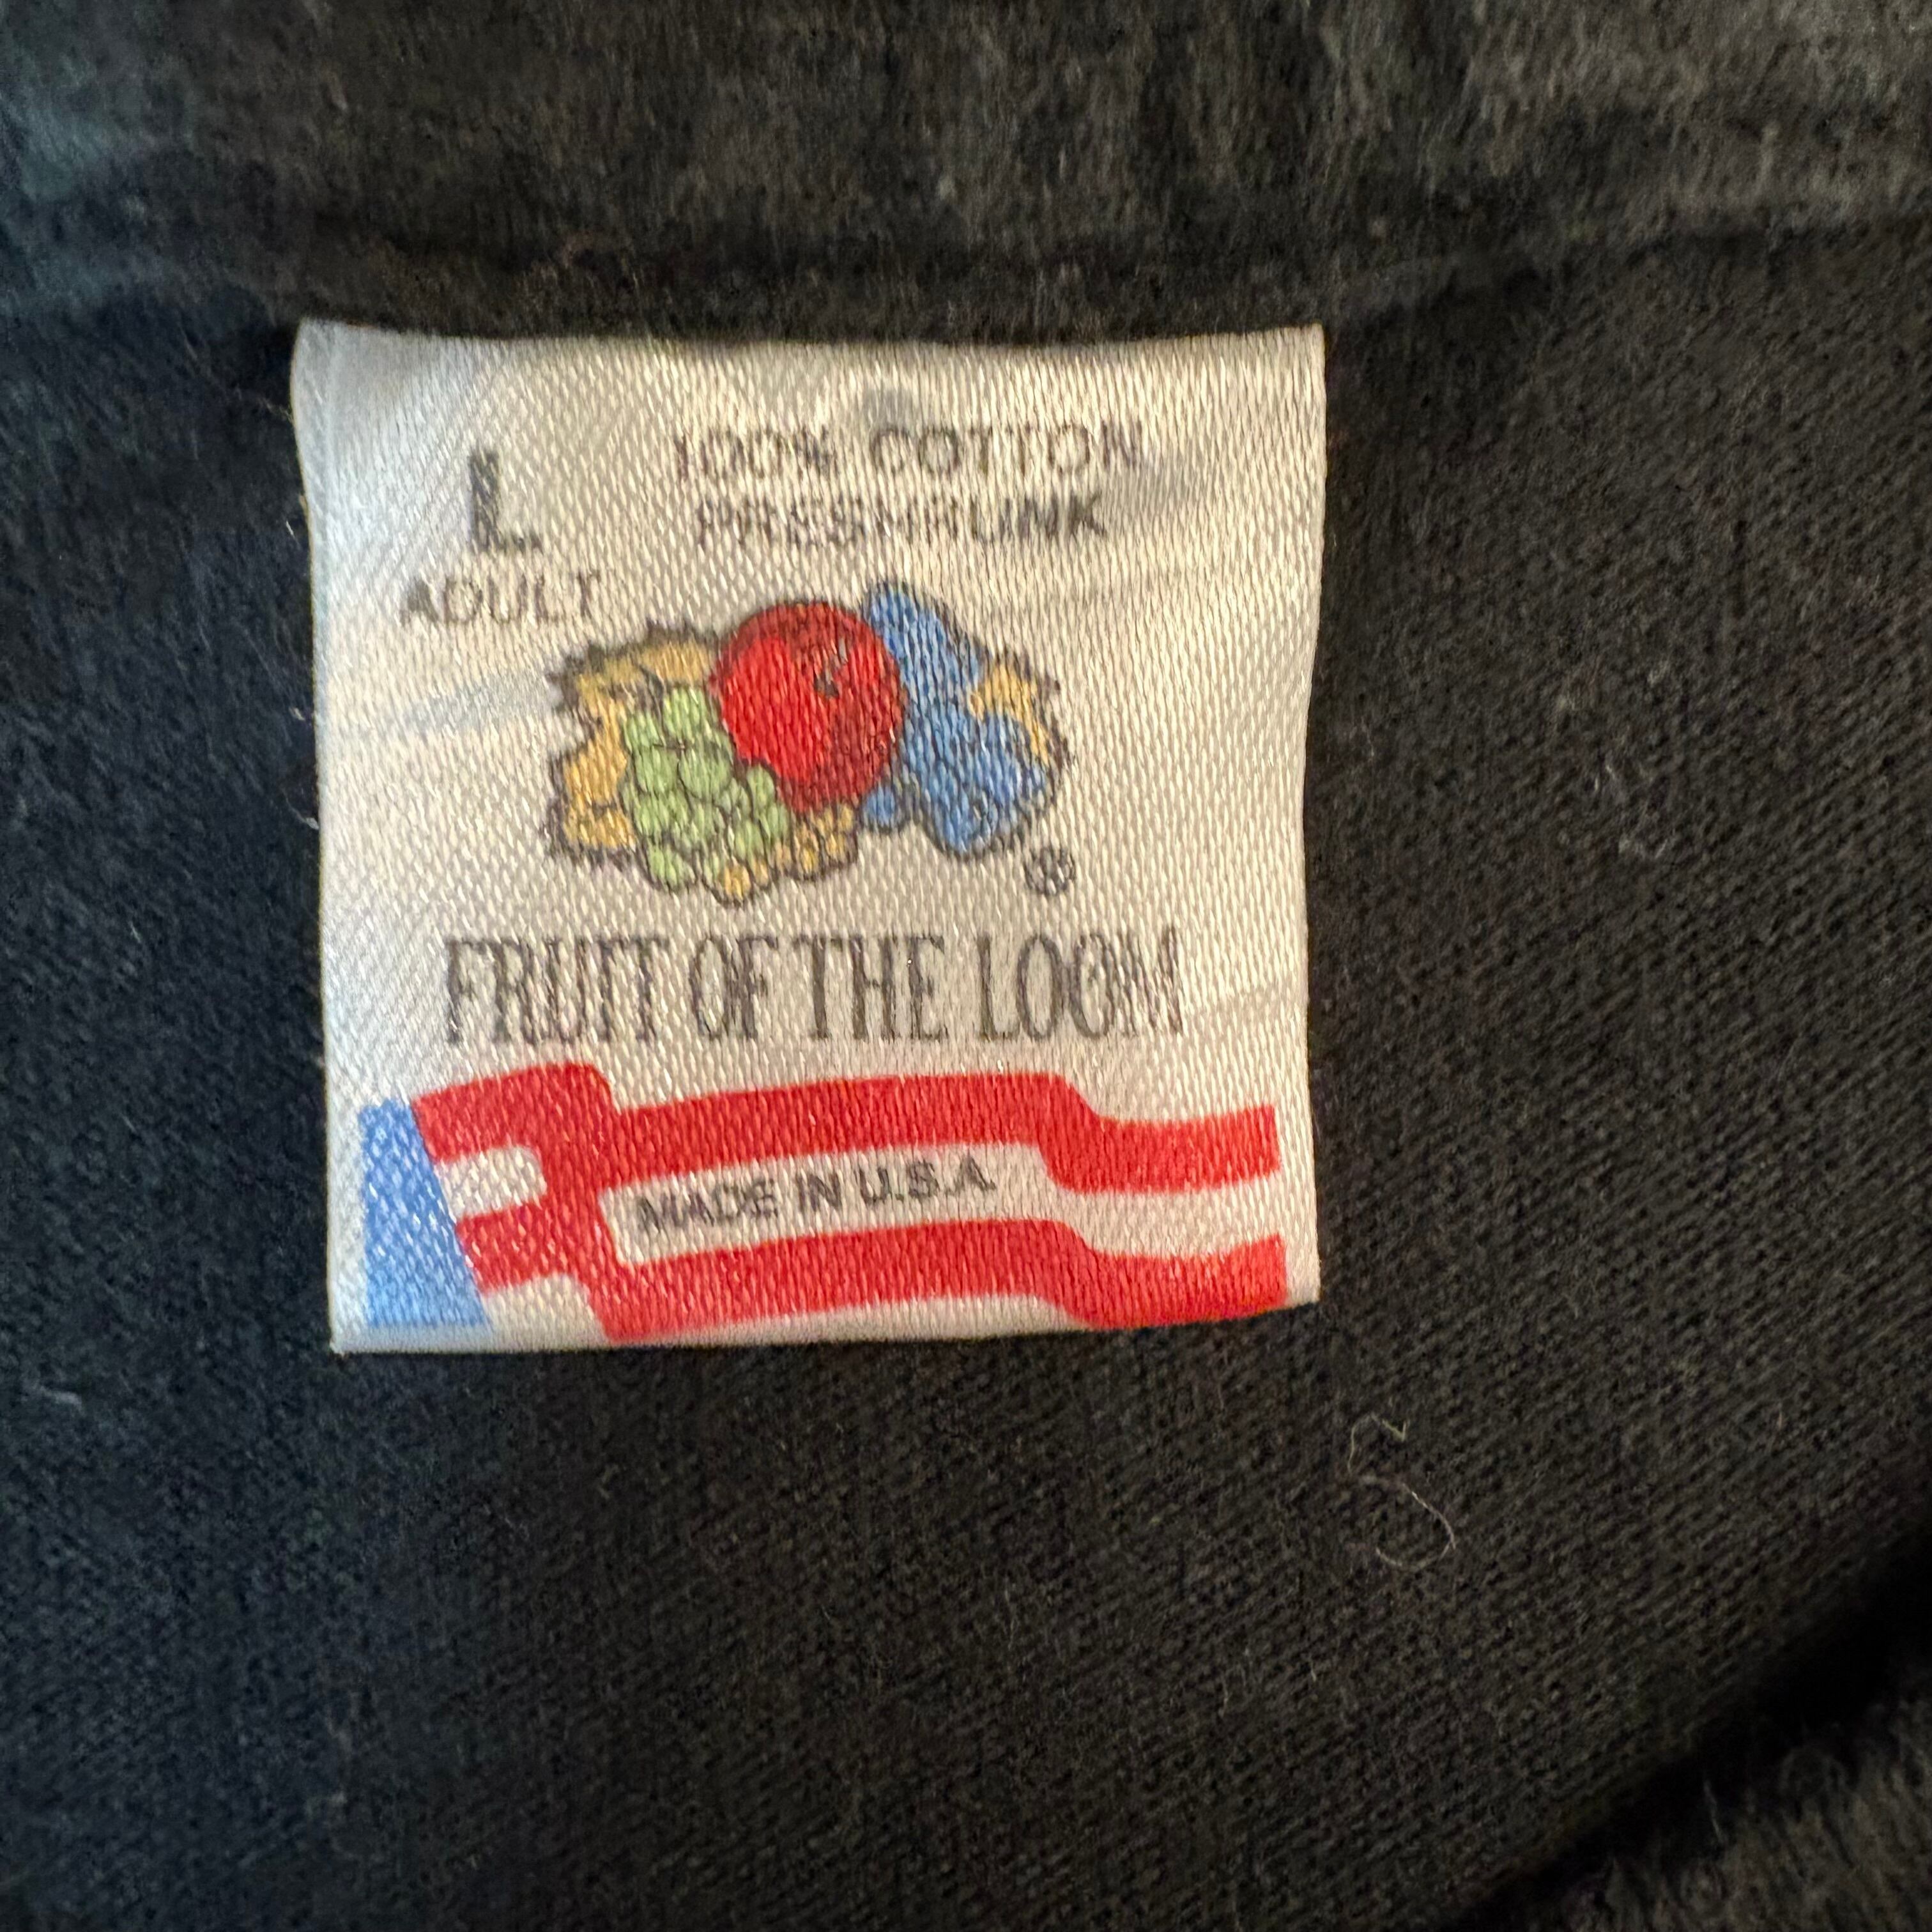 L
ADULT
100% COTTON
PRESHRUNK
®
FRUIT OF THE LOOM
MADE IN U.S.A.